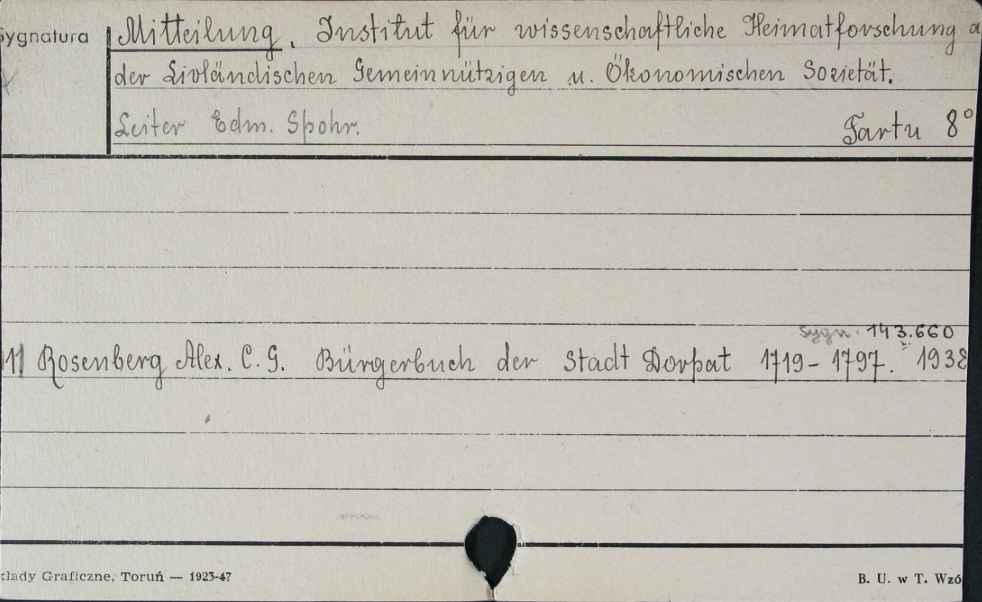 Sygnatura
Mitteilung. Institut für wissenschaftliche Heimatforschung a
der Livländischen Gemeinnützigen u. Ökonomischen Sozietät.
Leiter Edm. Spohr. Tartu 8°
Sygn. 143.660
11) Rosenberg Alex. C. G. Bürgerbuch der Stadt Dorpat 1719-1797. 1938
kłady Graficzne, Toruń — 1923-47
B. U. w T. Wzó